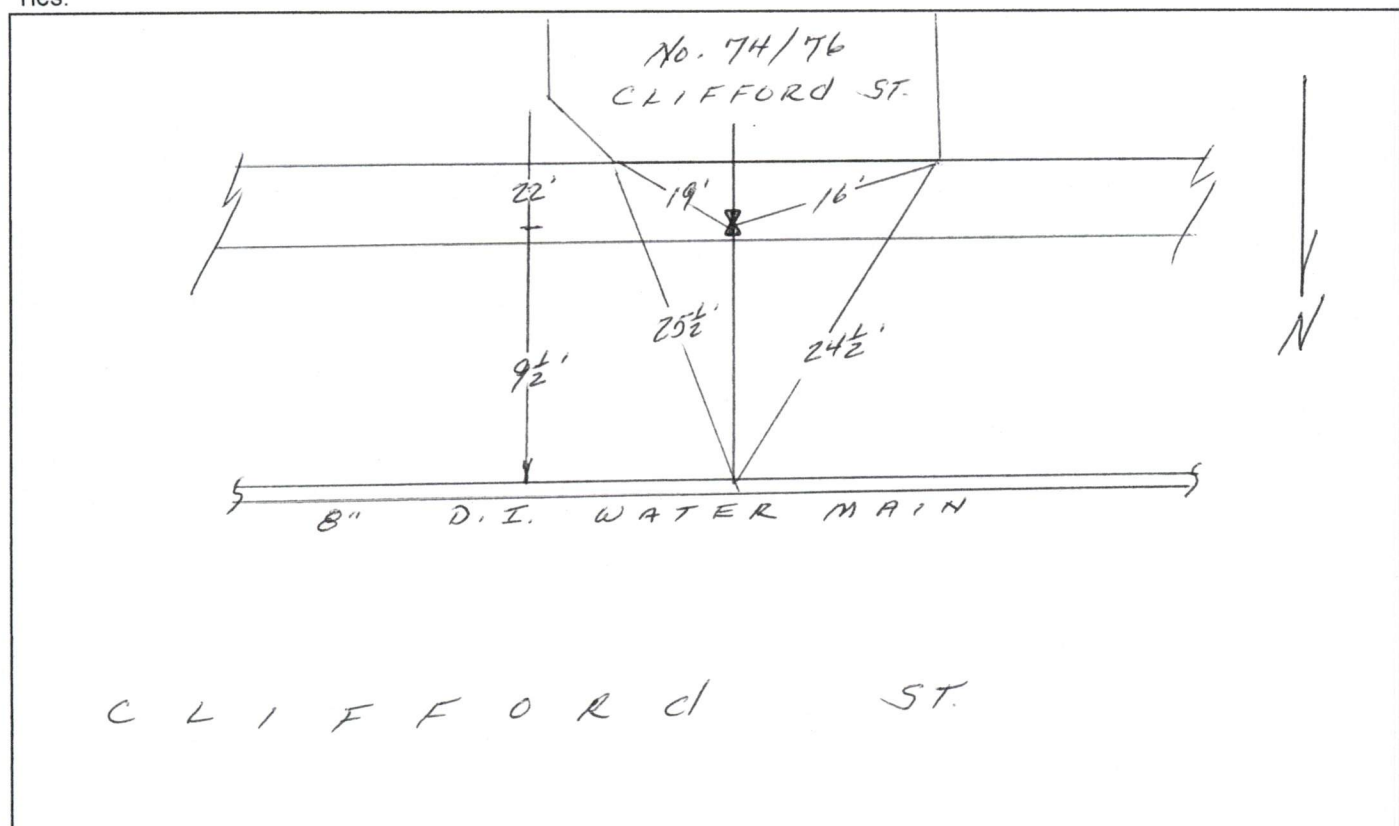 No. 74/76
CLIFFORd ST.
22'
19'
16'
25½'
24½'
9½'
N
8" D.I. WATER MAIN
CLIFFORd ST.